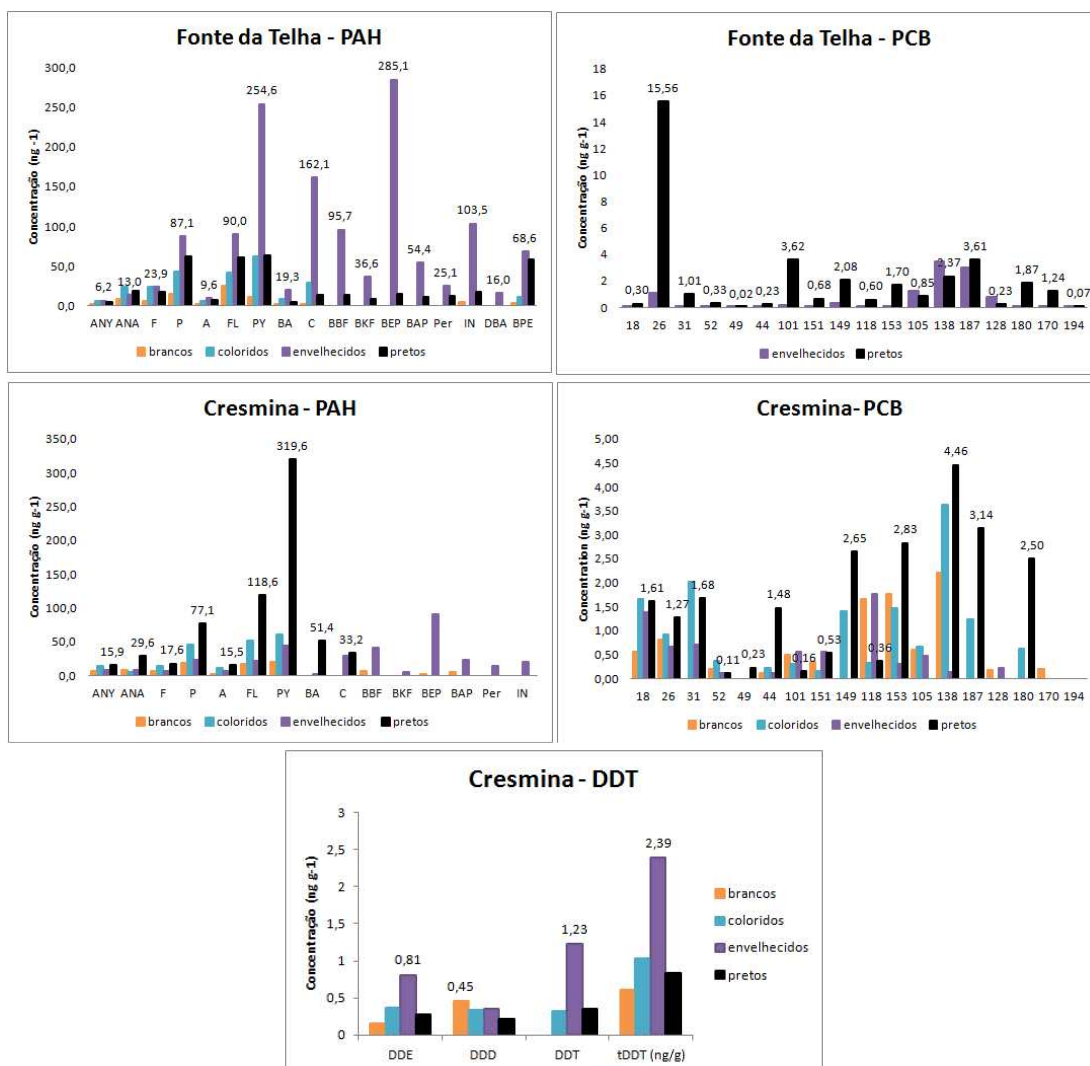 Fonte da Telha - PAH
Concentração (ng -1)
300,0
250,0
200,0
150,0
100,0
50,0
0,0
6,2 13,0 23,9 87,1 9,6 90,0 254,6 19,3 162,1 95,7 36,6 285,1 54,4 25,1 103,5 16,0 68,6
ANY ANA F P A FL PY BA C BBF BKF BEP BAP Per IN DBA BPE
brancos coloridos envelhecidos pretos
Fonte da Telha - PCB
Concentração (ng g-1)
18
16
14
12
10
8
6
4
2
0
0,30 15,56 1,01 0,33 0,02 0,23 3,62 0,68 2,08 0,60 1,70 0,85 2,37 3,61 0,23 1,87 1,24 0,07
18 26 31 52 49 44 101 151 149 118 153 105 138 187 128 180 170 194
envelhecidos pretos
Cresmina - PAH
Concentração (ng g-1)
350,0
300,0
250,0
200,0
150,0
100,0
50,0
0,0
15,9 29,6 17,6 77,1 15,5 118,6 319,6 51,4 33,2
ANY ANA F P A FL PY BA C BBF BKF BEP BAP Per IN
brancos coloridos envelhecidos pretos
Cresmina- PCB
Concentration (ng g-1)
5,00
4,50
4,00
3,50
3,00
2,50
2,00
1,50
1,00
0,50
0,00
1,61 1,27 1,68 0,11 0,23 1,48 0,16 0,53 2,65 0,36 2,83 4,46 3,14 2,50
18 26 31 52 49 44 101 151 149 118 153 105 138 187 128 180 170 194
brancos coloridos envelhecidos pretos
Cresmina - DDT
Concentração (ng g-1)
3
2,5
2
1,5
1
0,5
0
0,81 0,45 1,23 2,39
DDE DDD DDT tDDT (ng/g)
brancos
coloridos
envelhecidos
pretos